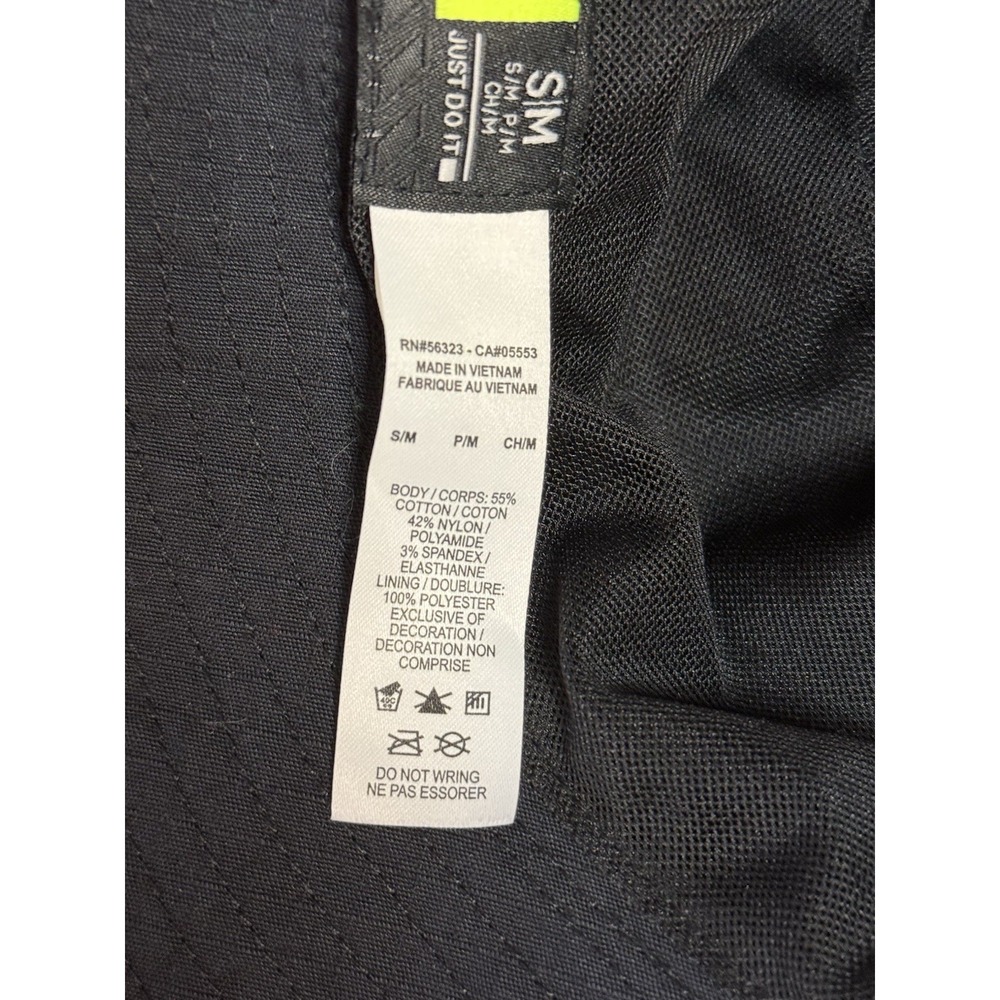 S|M
S/M P/M
CH/M
JUST DO IT
RN#56323 - CA#05553
MADE IN VIETNAM
FABRIQUE AU VIETNAM
S/M P/M CH/M
BODY / CORPS: 55%
COTTON / COTON
42% NYLON /
POLYAMIDE
3% SPANDEX /
ELASTHANNE
LINING / DOUBLURE:
100% POLYESTER
EXCLUSIVE OF
DECORATION /
DECORATION NON
COMPRISE
40C
DO NOT WRING
NE PAS ESSORER